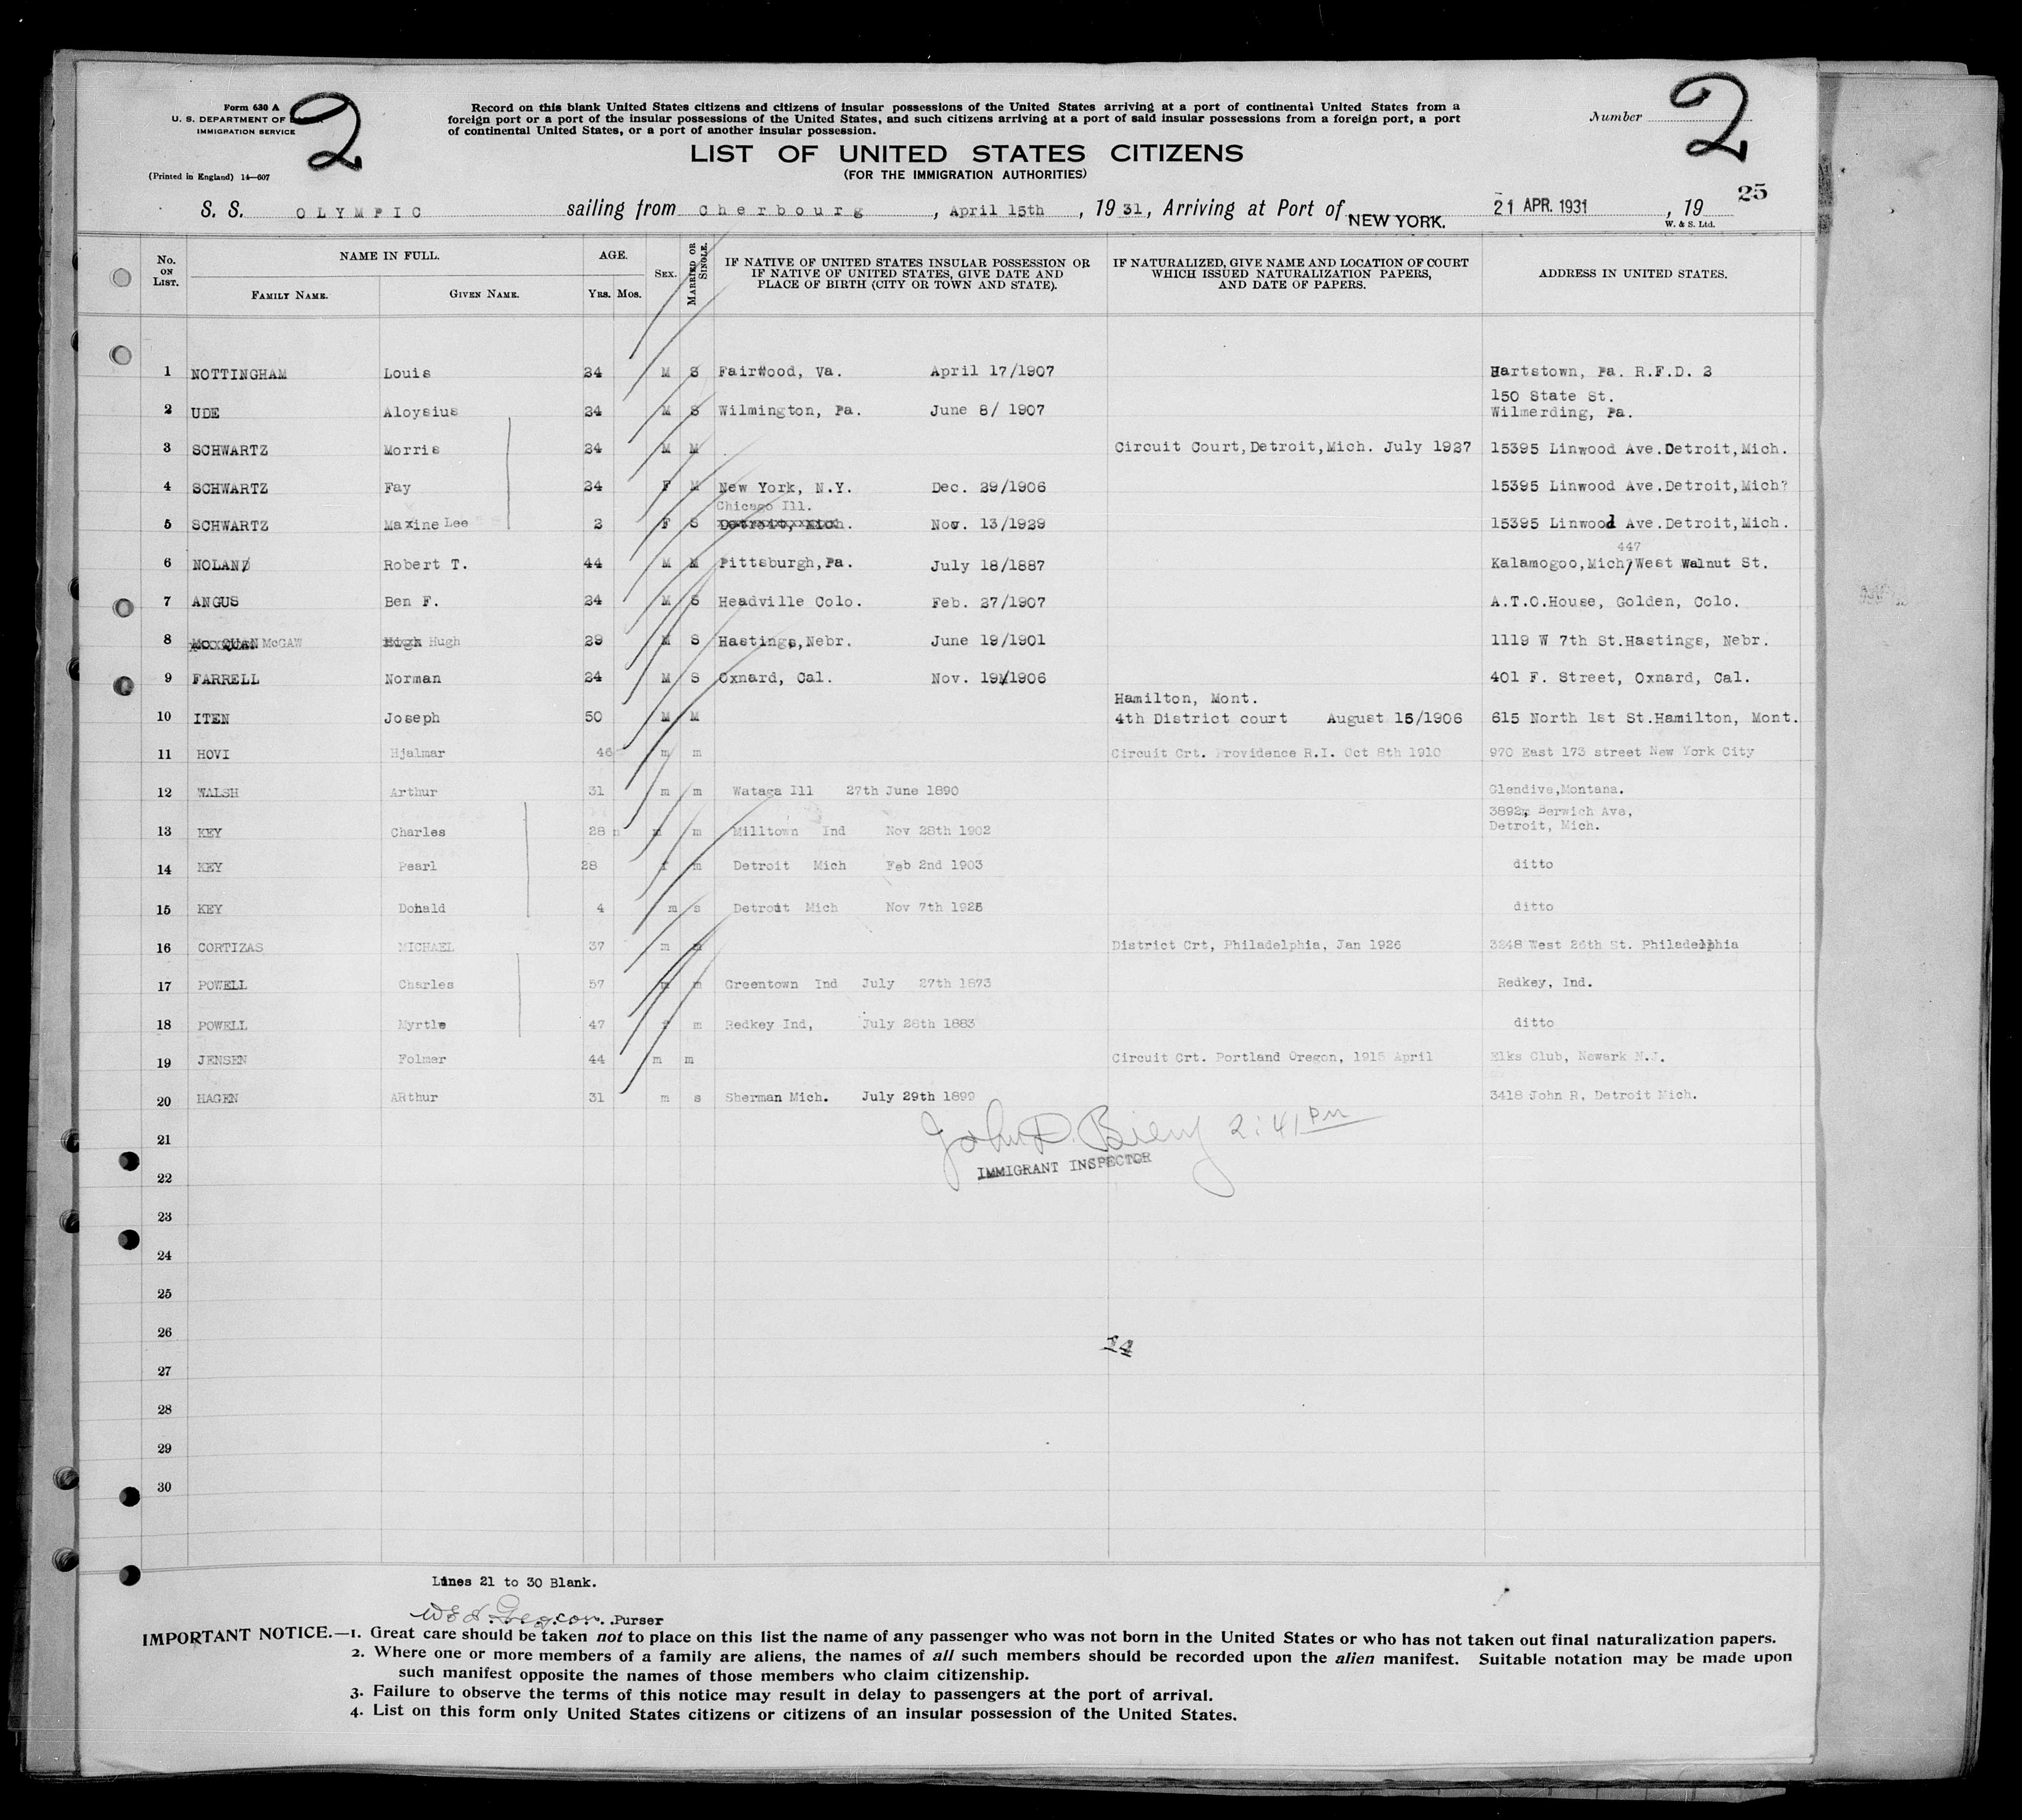 Form 630 A
U. S. DEPARTMENT OF
IMMIGRATION SERVICE
2
(Printed in England) 14—607
Record on this blank United States citizens and citizens of insular possessions of the United States arriving at a port of continental United States from a
foreign port or a port of the insular possessions of the United States, and such citizens arriving at a port of said insular possessions from a foreign port, a port
of continental United States, or a port of another insular possession.
Number
2
LIST OF UNITED STATES CITIZENS
(FOR THE IMMIGRATION AUTHORITIES)
25
S. S. OLYMPIC sailing from Cherbourg, April 15th, 1931, Arriving at Port of NEW YORK. 21 APR. 1931, 19
W. & S. Ltd.
No. ON LIST. NAME IN FULL. FAMILY NAME. GIVEN NAME. AGE. YRS. MOS. SEX. MARRIED OR SINGLE. IF NATIVE OF UNITED STATES INSULAR POSSESSION OR IF NATIVE OF UNITED STATES, GIVE DATE AND PLACE OF BIRTH (CITY OR TOWN AND STATE). IF NATURALIZED, GIVE NAME AND LOCATION OF COURT WHICH ISSUED NATURALIZATION PAPERS, AND DATE OF PAPERS. ADDRESS IN UNITED STATES.
1 NOTTINGHAM Louis 24 M S Fairwood, Va. April 17/1907 Hartstown, Pa. R.F.D. 2
2 UDE Aloysius 24 M S Wilmington, Pa. June 8/ 1907 150 State St. Wilmerding, Pa.
3 SCHWARTZ Morris 24 M M Circuit Court, Detroit, Mich. July 1927 15395 Linwood Ave. Detroit, Mich.
4 SCHWARTZ Fay 24 F M New York, N.Y. Dec. 29/1906 15395 Linwood Ave. Detroit, Mich?
Chicago Ill.
5 SCHWARTZ Maxine Lee 2 F S Detroit, Mich. Nov. 13/1929 15395 Linwood Ave. Detroit, Mich.
447
6 NOLAND Robert T. 44 M M Pittsburgh, Pa. July 18/1887 Kalamogoo, Mich, West Walnut St.
7 ANGUS Ben F. 24 M S Headville Colo. Feb. 27/1907 A.T.O. House, Golden, Colo.
8 Mc QUAN McGAW Hugh Hugh 29 M S Hastings, Nebr. June 19/1901 1119 W 7th St. Hastings, Nebr.
9 FARRELL Norman 24 M S Oxnard, Cal. Nov. 19/1906 401 F. Street, Oxnard, Cal.
Hamilton, Mont.
10 ITEN Joseph 50 M M 4th District court August 15/1906 615 North 1st St. Hamilton, Mont.
11 HOVI Hjalmar 46 m m Circuit Crt. Providence R.I. Oct 8th 1910 970 East 173 street New York City
12 WALSH Arthur 31 m m Wataga Ill 27th June 1890 Glendive, Montana.
13 KEY Charles 28 m m m Milltown Ind Nov 28th 1902 3892, Berwich Ave, Detroit, Mich.
14 KEY Pearl 28 f m Detroit Mich Feb 2nd 1903 ditto
15 KEY Donald 4 m s Detroit Mich Nov 7th 1926 ditto
16 CORTIZAS MICHAEL 37 m m District Crt, Philadelphia, Jan 1926 3248 West 26th St. Philadelphia
17 POWELL Charles 57 m m Greentown Ind July 27th 1873 Redkey, Ind.
18 POWELL Myrtle 47 f m Redkey Ind, July 28th 1883 ditto
19 JENSEN Folmer 44 m m Circuit Crt. Portland Oregon, 1915 April Elks Club, Newark N.J.
20 HAGEN ARthur 31 m s Sherman Mich. July 29th 1899 3418 John R, Detroit Mich.
21
John D. Bieny 2:41 PM
IMMIGRANT INSPECTOR
22
23
24
25
26
14
27
28
29
30
Lines 21 to 30 Blank.
Purser
IMPORTANT NOTICE.—1. Great care should be taken not to place on this list the name of any passenger who was not born in the United States or who has not taken out final naturalization papers.
2. Where one or more members of a family are aliens, the names of all such members should be recorded upon the alien manifest. Suitable notation may be made upon
such manifest opposite the names of those members who claim citizenship.
3. Failure to observe the terms of this notice may result in delay to passengers at the port of arrival.
4. List on this form only United States citizens or citizens of an insular possession of the United States.